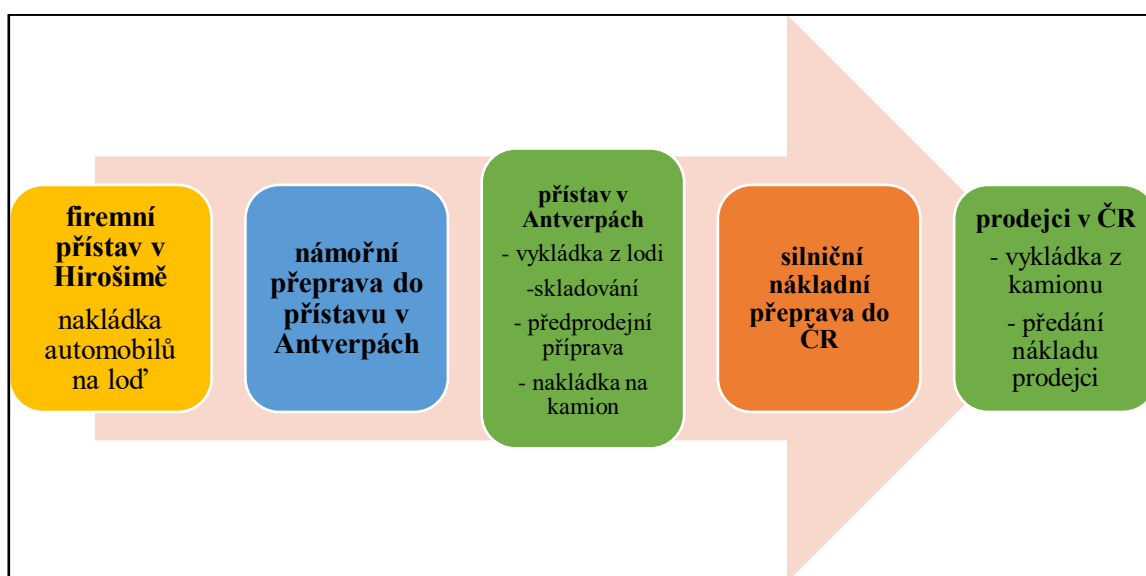 firemní
přístav v
Hirošimě
nakládka
automobilů
na loď
námořní
přeprava do
přístavu v
Antverpách
přístav v
Antverpách
- vykládka z lodi
-skladování
- předprodejní
příprava
- nakládka na
kamion
silniční
nákladní
přeprava do
ČR
prodejci v ČR
- vykládka z
kamionu
- předání
nákladu
prodejci